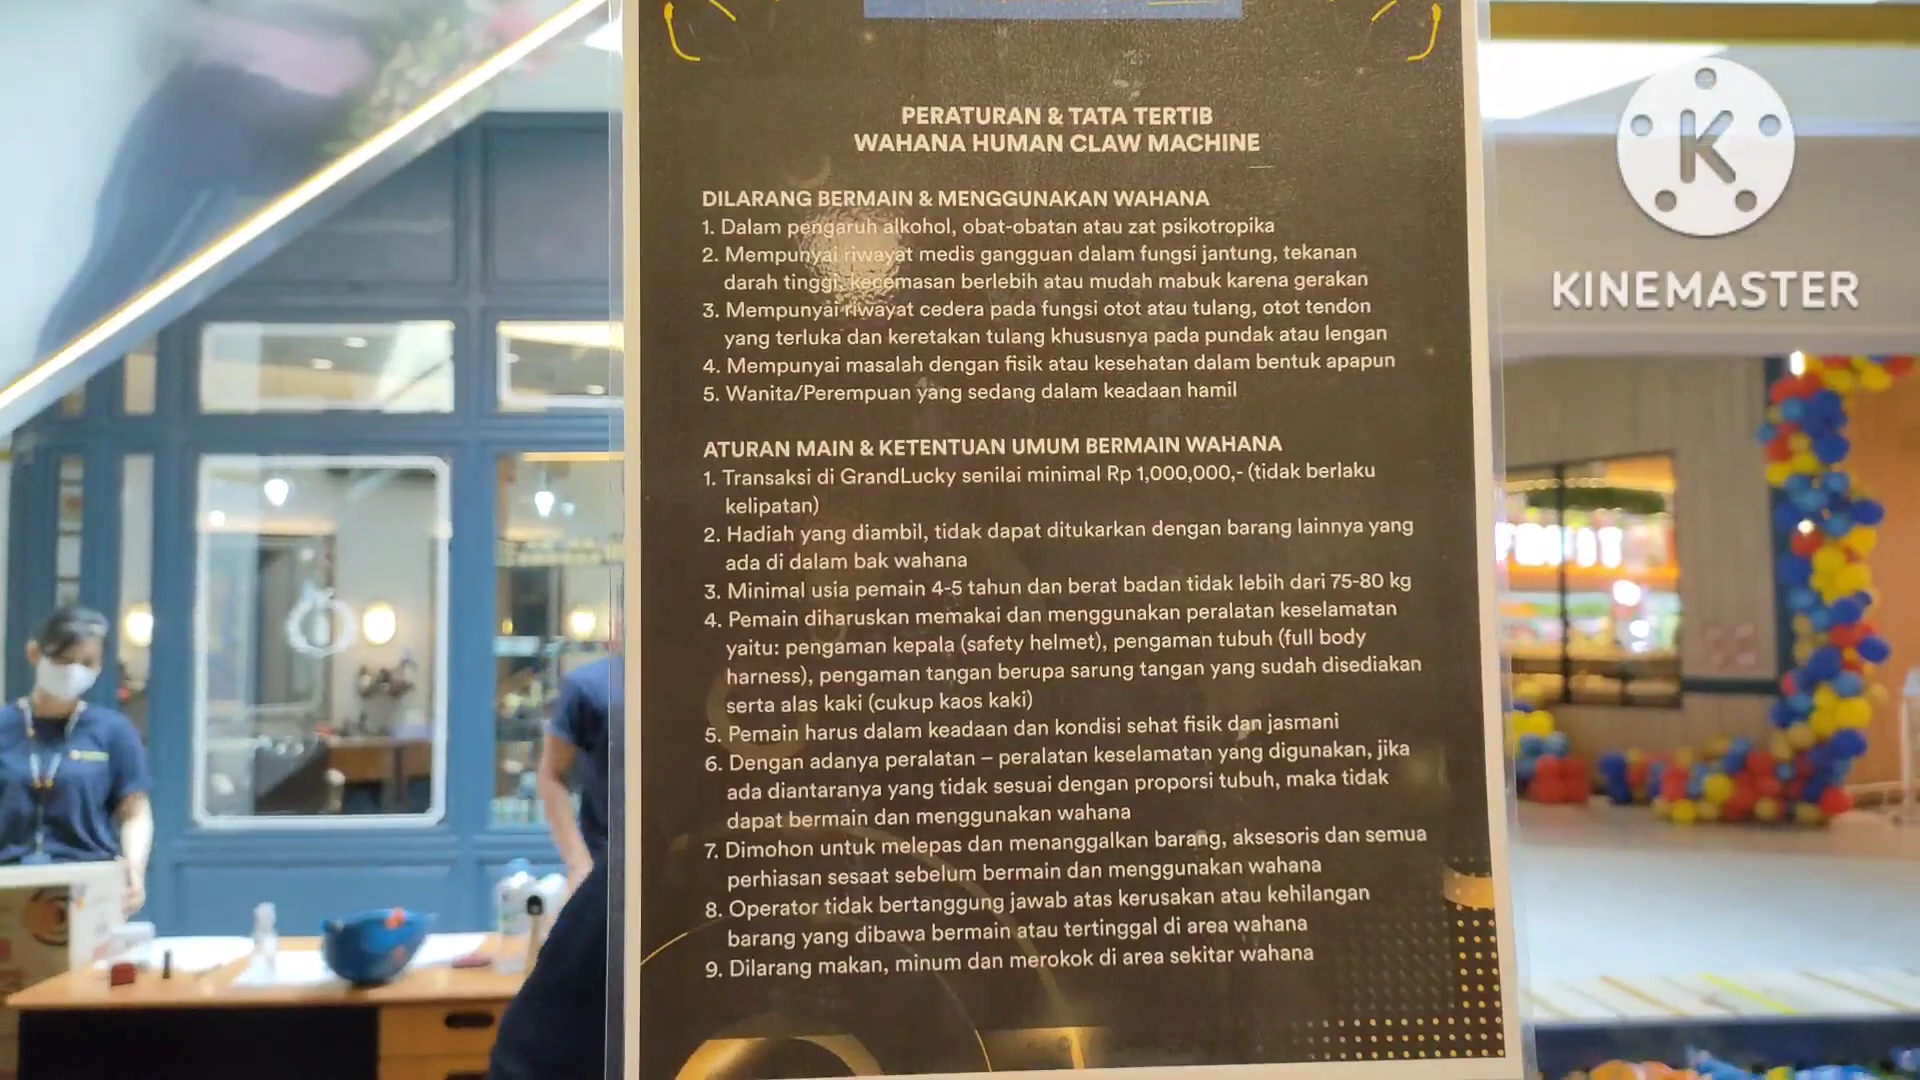 PERATURAN & TATA TERTIB
WAHANA HUMAN CLAW MACHINE
DILARANG BERMAIN & MENGGUNAKAN WAHANA
1. Dalam pengaruh alkohol, obat-obatan atau zat psikotropika
2. Mempunyai riwayat medis gangguan dalam fungsi jantung, tekanan
darah tinggi, kecemasan berlebih atau mudah mabuk karena gerakan
3. Mempunyai riwayat cedera pada fungsi otot atau tulang, otot tendon
yang terluka dan keretakan tulang khususnya pada pundak atau lengan
4. Mempunyai masalah dengan fisik atau kesehatan dalam bentuk apapun
5. Wanita/Perempuan yang sedang dalam keadaan hamil
ATURAN MAIN & KETENTUAN UMUM BERMAIN WAHANA
1. Transaksi di GrandLucky senilai minimal Rp 1,000,000,- (tidak berlaku
kelipatan)
2. Hadiah yang diambil, tidak dapat ditukarkan dengan barang lainnya yang
ada di dalam bak wahana
3. Minimal usia pemain 4-5 tahun dan berat badan tidak lebih dari 75-80 kg
4. Pemain diharuskan memakai dan menggunakan peralatan keselamatan
yaitu: pengaman kepala (safety helmet), pengaman tubuh (full body
harness), pengaman tangan berupa sarung tangan yang sudah disediakan
serta alas kaki (cukup kaos kaki)
5. Pemain harus dalam keadaan dan kondisi sehat fisik dan jasmani
6. Dengan adanya peralatan – peralatan keselamatan yang digunakan, jika
ada diantaranya yang tidak sesuai dengan proporsi tubuh, maka tidak
dapat bermain dan menggunakan wahana
7. Dimohon untuk melepas dan menanggalkan barang, aksesoris dan semua
perhiasan sesaat sebelum bermain dan menggunakan wahana
8. Operator tidak bertanggung jawab atas kerusakan atau kehilangan
barang yang dibawa bermain atau tertinggal di area wahana
9. Dilarang makan, minum dan merokok di area sekitar wahana
K
KINEMASTER